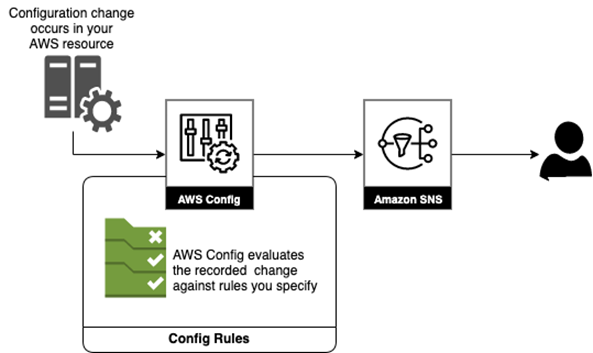 Configuration change
occurs in your
AWS resource
AWS Config
Amazon SNS
AWS Config evaluates
the recorded change
against rules you specify
Config Rules